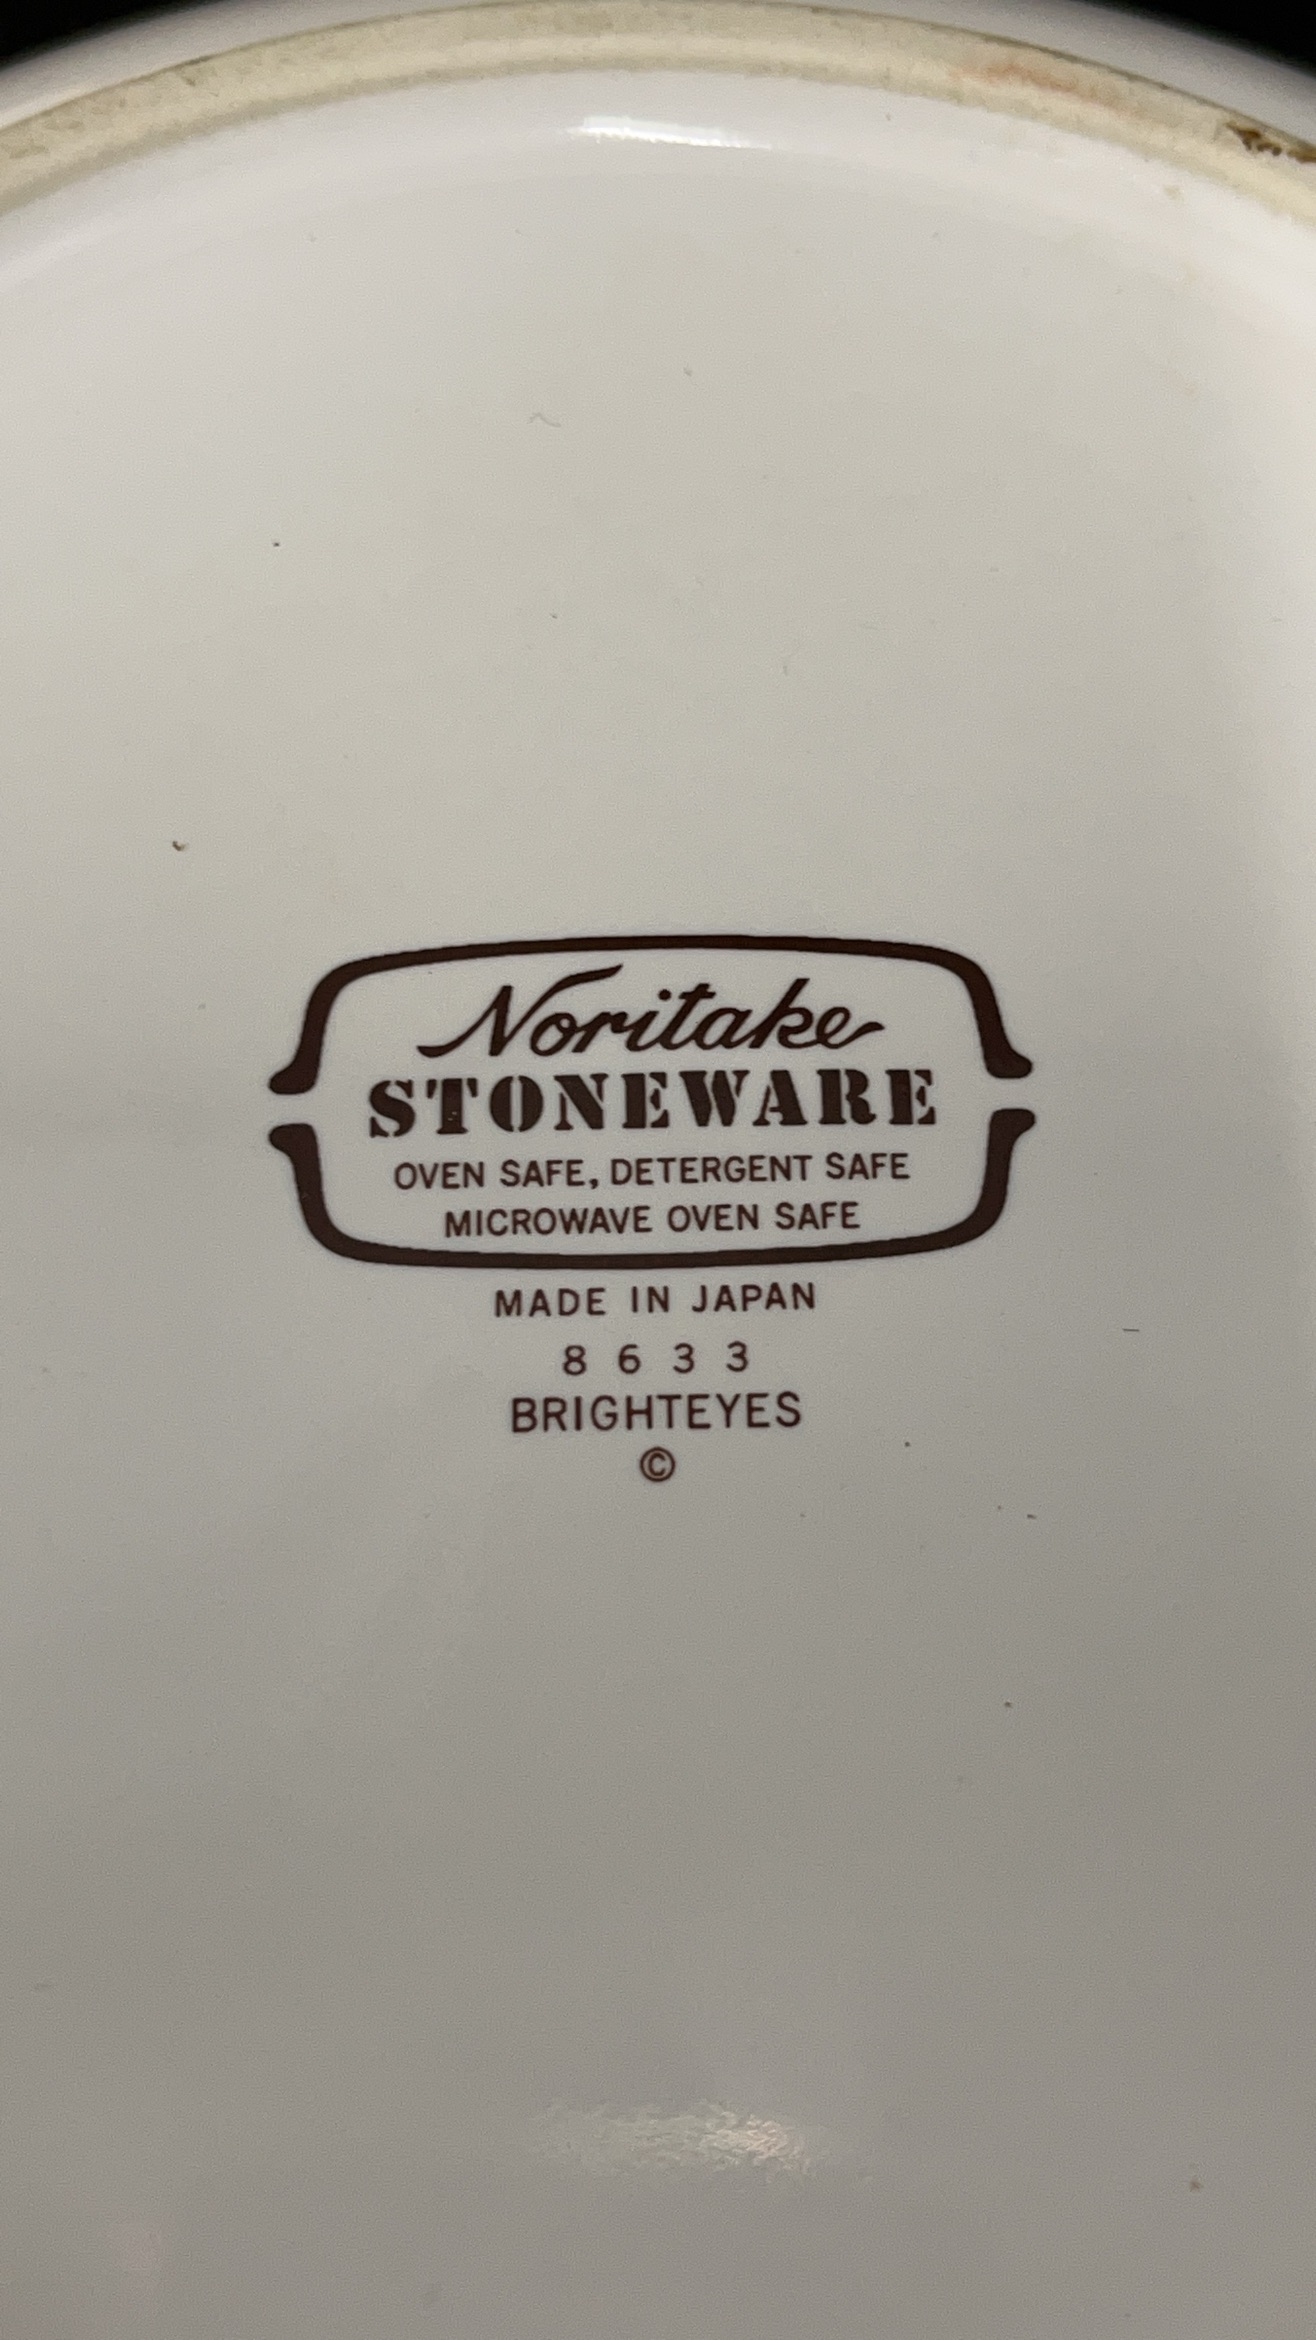 Noritake
STONEWARE
OVEN SAFE, DETERGENT SAFE
MICROWAVE OVEN SAFE
MADE IN JAPAN
8 6 3 3
BRIGHTEYES
©